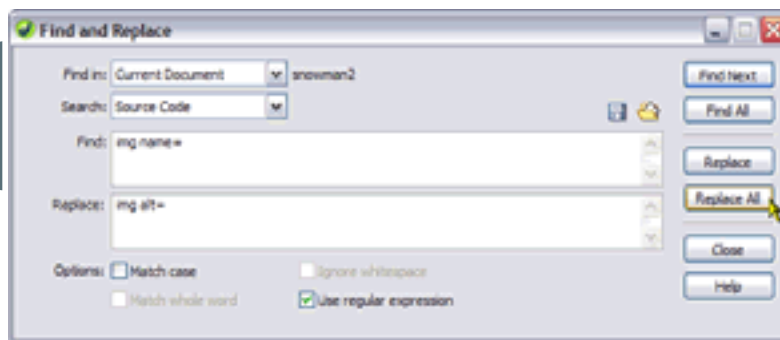 Find and Replace
Find in: Current Document snowman2
Find Next
Search: Source Code
Find All
Find: img name=
Replace
Replace: img alt=
Replace All
Close
Options: Match case Ignore whitespace
Help
Match whole word Use regular expression